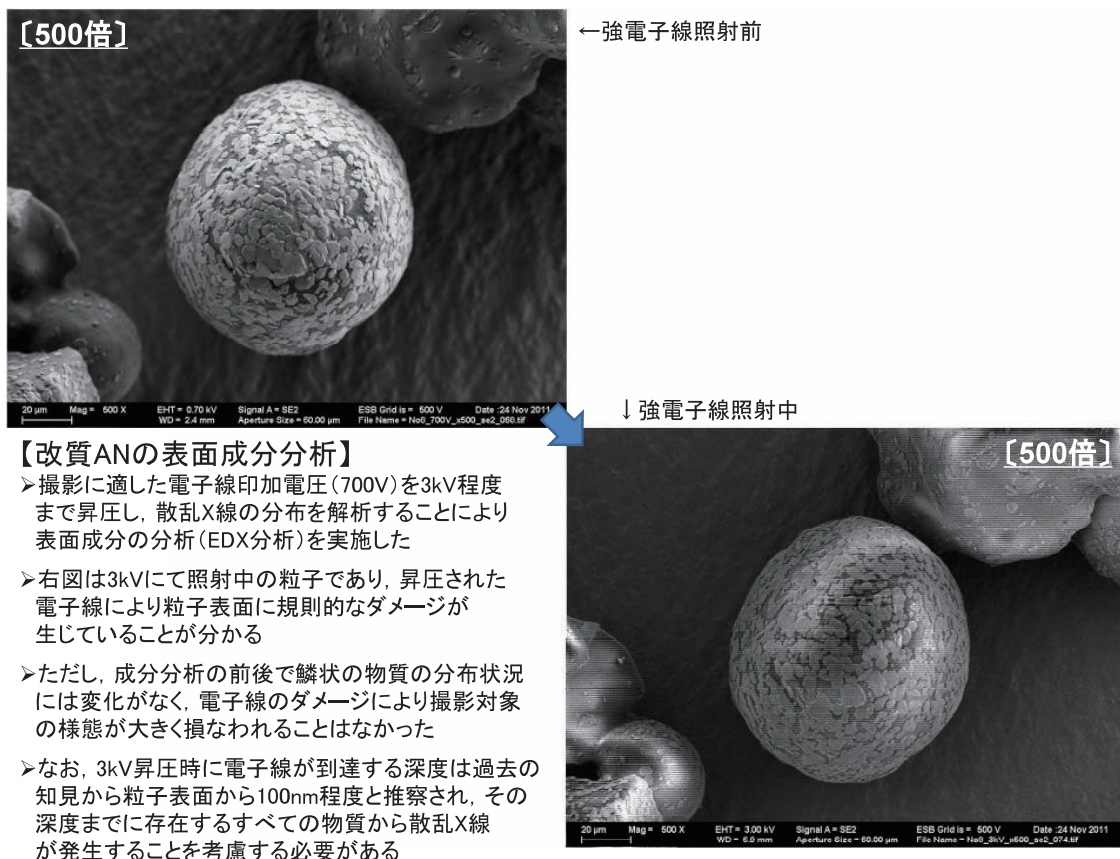 〔500倍〕
←強電子線照射前
20 μm Mag = 500 X EHT = 0.70 kV Signal A = SE2 ESB Grid is = 500 V Date :24 Nov 2011
WD = 2.4 mm Aperture Size = 60.00 μm File Name = No6_700V_x500_se2_068.tif
↓強電子線照射中
〔500倍〕
【改質ANの表面成分分析】
➢撮影に適した電子線印加電圧(700V)を3kV程度
まで昇圧し，散乱X線の分布を解析することにより
表面成分の分析(EDX分析)を実施した
➢右図は3kVにて照射中の粒子であり，昇圧された
電子線により粒子表面に規則的なダメージが
生じていることが分かる
➢ただし，成分分析の前後で鱗状の物質の分布状況
には変化がなく，電子線のダメージにより撮影対象
の様態が大きく損なわれることはなかった
➢なお，3kV昇圧時に電子線が到達する深度は過去の
知見から粒子表面から100nm程度と推察され，その
深度までに存在するすべての物質から散乱X線
が発生することを考慮する必要がある
20 μm Mag = 500 X EHT = 3.00 kV Signal A = SE2 ESB Grid is = 500 V Date :24 Nov 2011
WD = 6.9 mm Aperture Size = 60.00 μm File Name = No6_3kV_x500_se2_074.tif